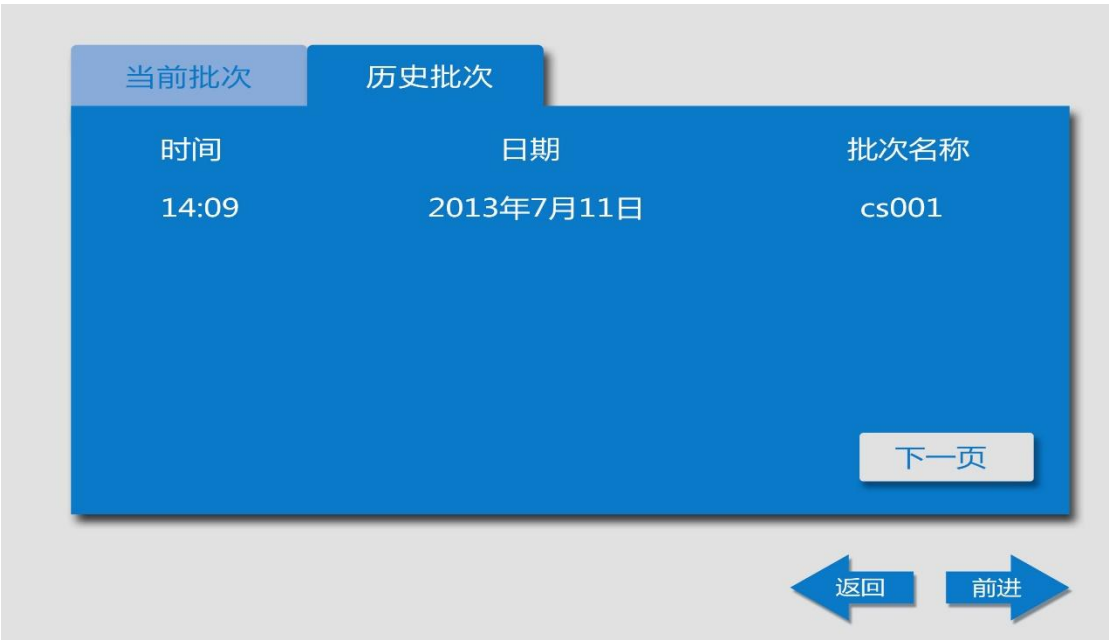 当前批次 历史批次
时间 日期 批次名称
14:09 2013年7月11日 cs001
下一页
返回 前进